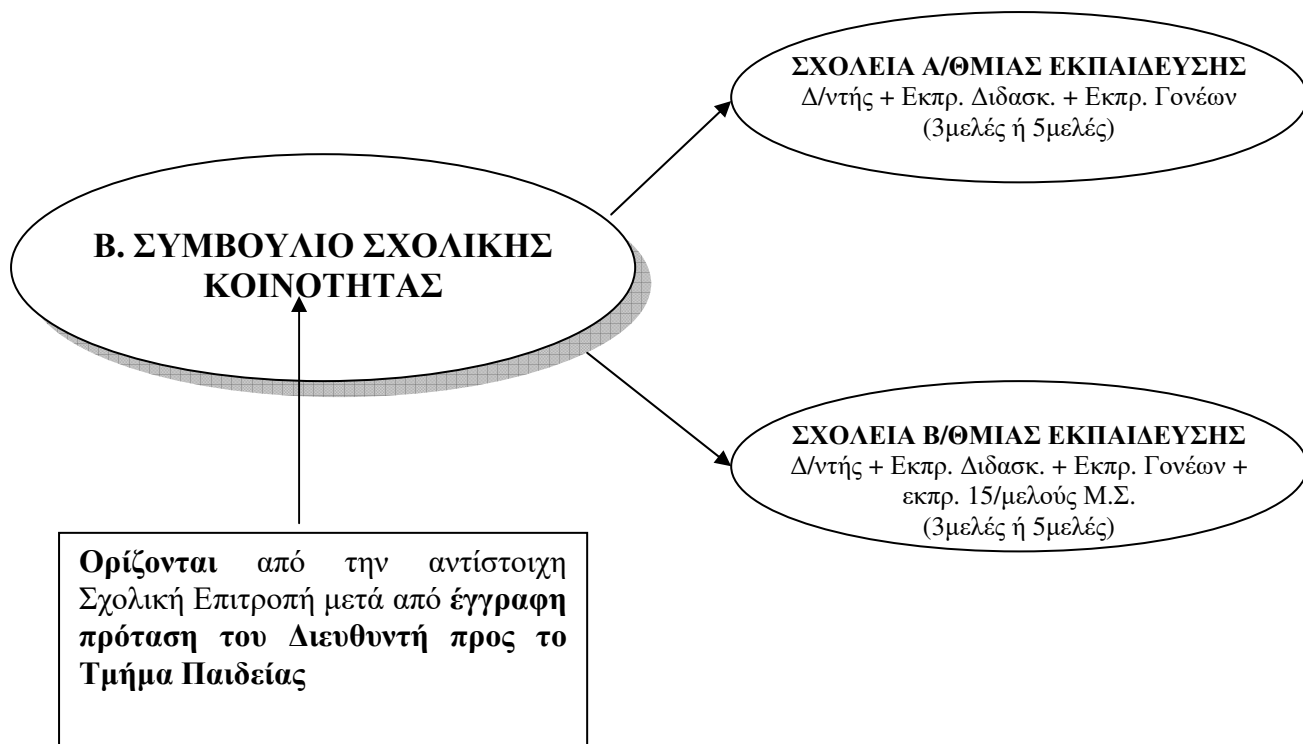 ΣΧΟΛΕΙΑ Α/ΘΜΙΑΣ ΕΚΠΑΙΔΕΥΣΗΣ
Δ/ντής + Εκπρ. Διδασκ. + Εκπρ. Γονέων
(3μελές ή 5μελές)
Β. ΣΥΜΒΟΥΛΙΟ ΣΧΟΛΙΚΗΣ
ΚΟΙΝΟΤΗΤΑΣ
ΣΧΟΛΕΙΑ Β/ΘΜΙΑΣ ΕΚΠΑΙΔΕΥΣΗΣ
Δ/ντής + Εκπρ. Διδασκ. + Εκπρ. Γονέων +
εκπρ. 15/μελούς Μ.Σ.
(3μελές ή 5μελές)
Ορίζονται από την αντίστοιχη
Σχολική Επιτροπή μετά από έγγραφη
πρόταση του Διευθυντή προς το
Τμήμα Παιδείας